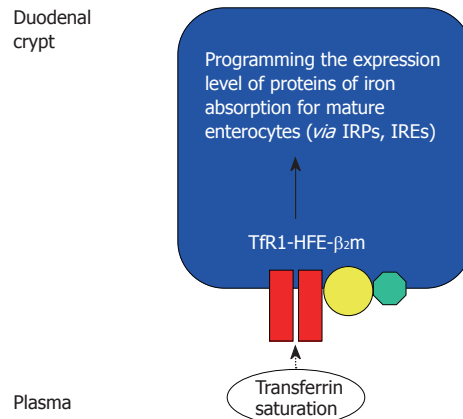 Duodenal
crypt
Programming the expression
level of proteins of iron
absorption for mature
enterocytes (via IRPs, IREs)
TfR1-HFE-β₂m
Transferrin
saturation
Plasma